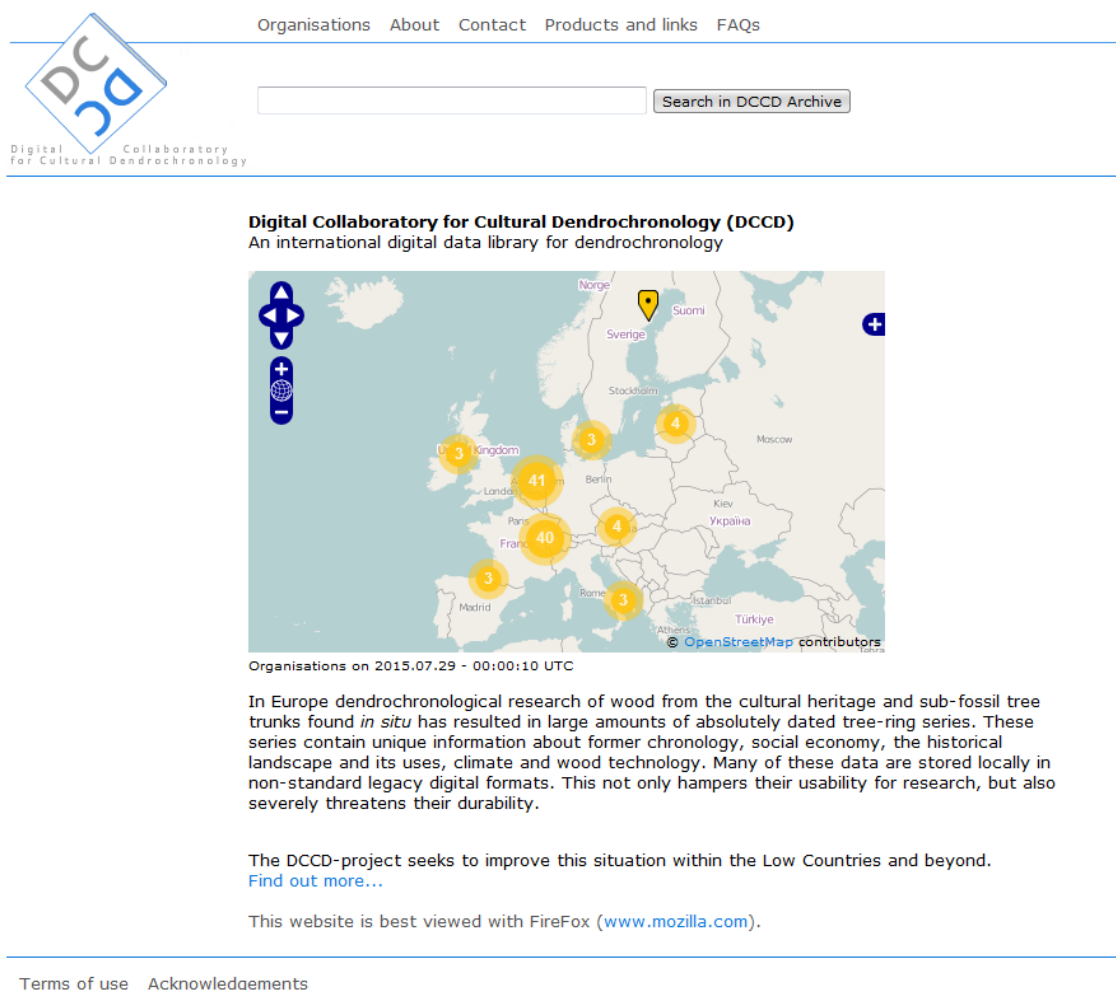 Organisations About Contact Products and links FAQs
DC
CD
Digital Collaboratory
for Cultural Dendrochronology
Search in DCCD Archive
Digital Collaboratory for Cultural Dendrochronology (DCCD)
An international digital data library for dendrochronology
Norge
Suomi
Sverige
Stockholm
4
Moscow
3
3
Kingdom
41
Berlin
London
Kiev
Paris
Україна
4
40
3
Rome
3
Madrid
Istanbul
Türkiye
Athens
© OpenStreetMap contributors
Organisations on 2015.07.29 - 00:00:10 UTC
In Europe dendrochronological research of wood from the cultural heritage and sub-fossil tree
trunks found in situ has resulted in large amounts of absolutely dated tree-ring series. These
series contain unique information about former chronology, social economy, the historical
landscape and its uses, climate and wood technology. Many of these data are stored locally in
non-standard legacy digital formats. This not only hampers their usability for research, but also
severely threatens their durability.
The DCCD-project seeks to improve this situation within the Low Countries and beyond.
Find out more...
This website is best viewed with FireFox (www.mozilla.com).
Terms of use Acknowledgements